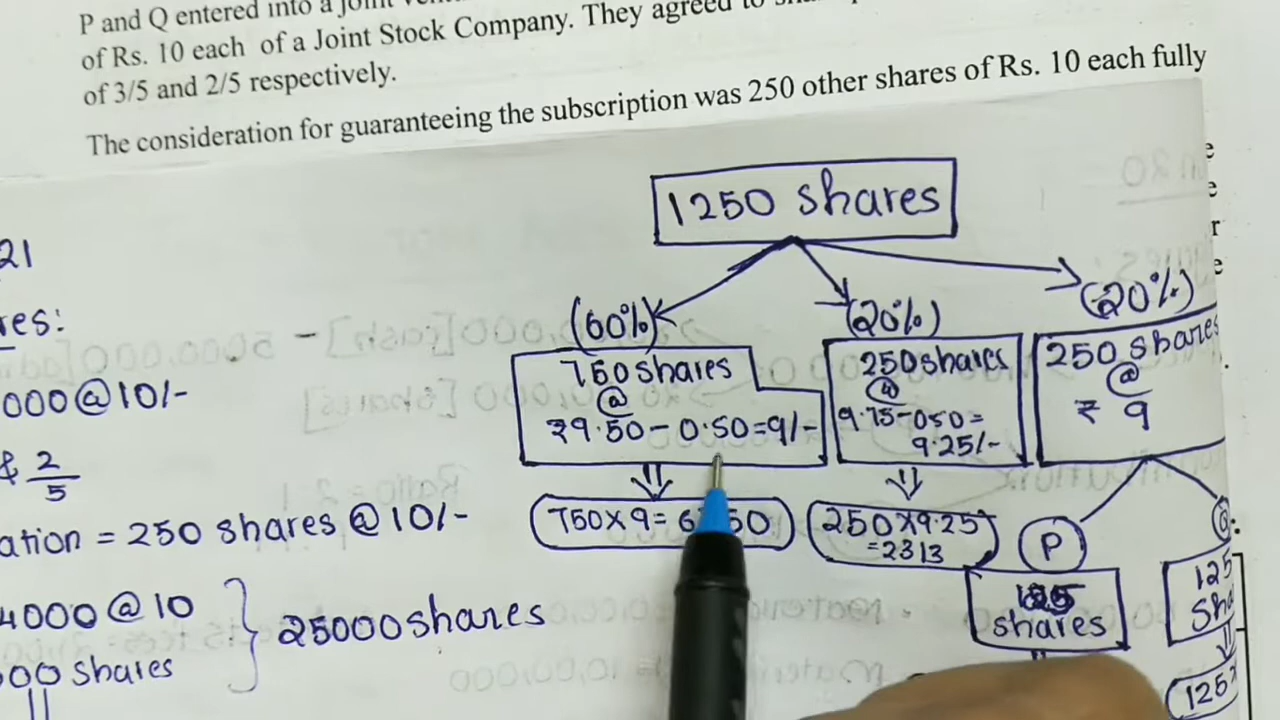 P and Q entered into a joint
of Rs. 10 each of a Joint Stock Company. They agreed to
of 3/5 and 2/5 respectively.
The consideration for guaranteeing the subscription was 250 other shares of Rs. 10 each fully
1250 shares
21
(60%)
(20%)
(20%)
res:
750 shares
@
₹9.50-0.50=9/-
250 shares
@
9.75-050=
9.25/-
250 shares
@
₹ 9
000@10/-
& 2/5
750×9=6 50
250×9.25
=2313
P
Q
ation = 250 shares @10/-
shares
125
Sha
4000@10
00 shares
25000 shares
125×